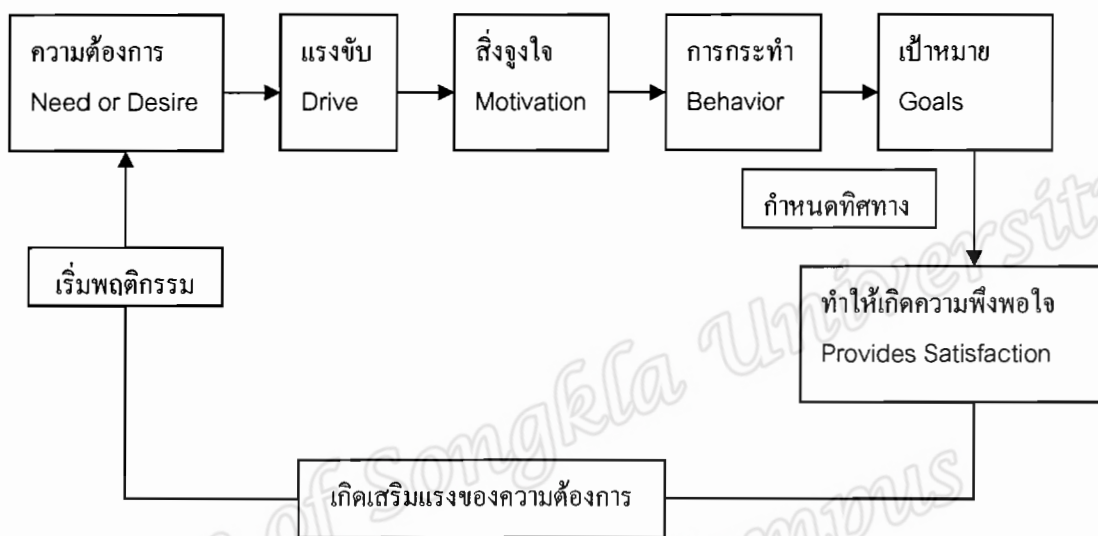 ความต้องการ
Need or Desire
แรงขับ
Drive
สิ่งจูงใจ
Motivation
การกระทำ
Behavior
เป้าหมาย
Goals
กำหนดทิศทาง
เริ่มพฤติกรรม
ทำให้เกิดความพึงพอใจ
Provides Satisfaction
เกิดเสริมแรงของความต้องการ
of Songkla University
mpus